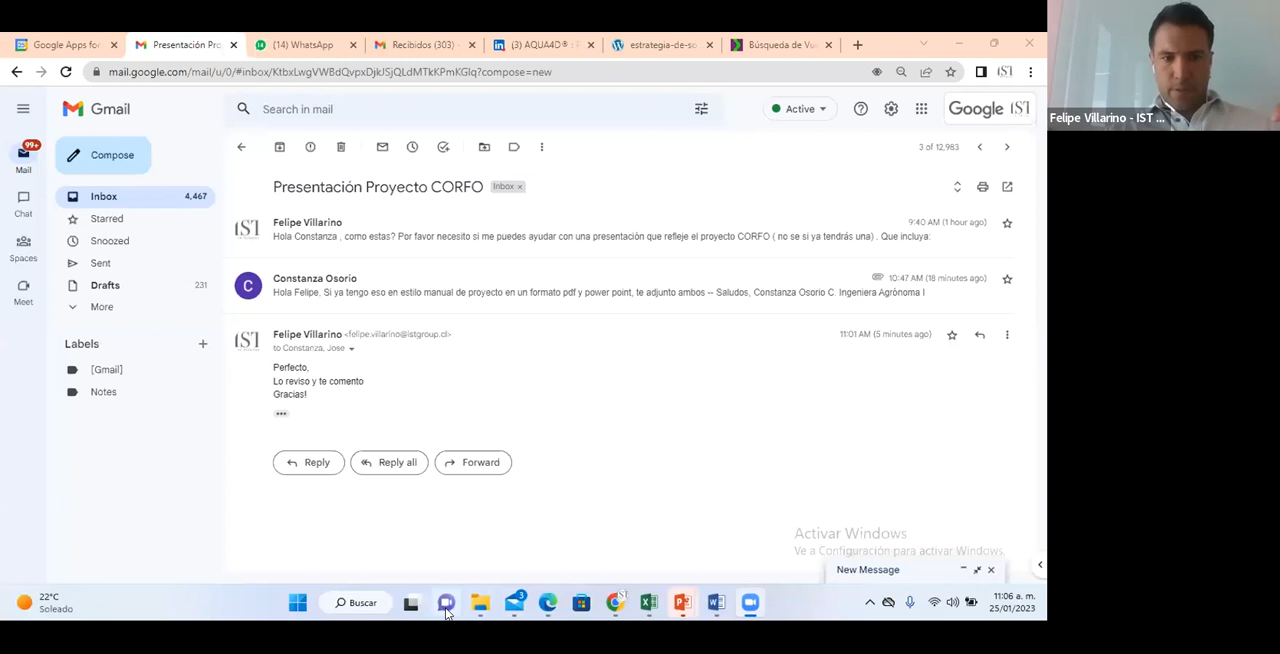 Google Apps for
Presentación Pro
(14) WhatsApp
Recibidos (303)
(3) AQUA4D® : F
estrategia-de-so
Búsqueda de Vu
mail.google.com/mail/u/0/#inbox/KtbxLwgVWBdQvpxDjkJSjQLdMTkKPmKGlq?compose=new
IST
Gmail
Search in mail
Active
Google IST
Felipe Villarino - IST ...
99+
Mail
Chat
Spaces
Meet
Compose
Inbox 4,467
Starred
Snoozed
Sent
Drafts 231
More
Labels
[Gmail]
Notes
3 of 12,983
Presentación Proyecto CORFO Inbox ×
IST
Felipe Villarino 9:40 AM (1 hour ago)
Hola Constanza , como estas? Por favor necesito si me puedes ayudar con una presentación que refleje el proyecto CORFO ( no se si ya tendrás una) . Que incluya:
C
Constanza Osorio 10:47 AM (18 minutes ago)
Hola Felipe, Si ya tengo eso en estilo manual de proyecto en un formato pdf y power point, te adjunto ambos -- Saludos, Constanza Osorio C. Ingeniera Agrónoma I
IST
Felipe Villarino <felipe.villarino@istgroup.cl> 11:01 AM (5 minutes ago)
to Constanza, Jose
Perfecto,
Lo reviso y te comento
Gracias!
Reply
Reply all
Forward
Activar Windows
Ve a Configuración para activar Windows.
New Message
22°C
Soleado
Buscar
3
11:06 a. m.
25/01/2023